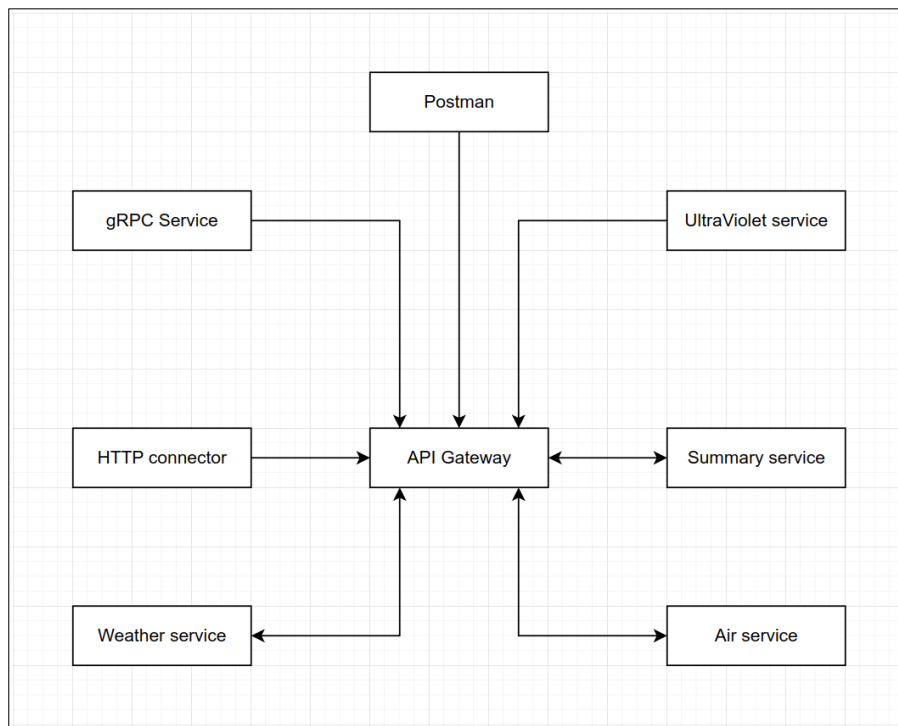 Postman
gRPC Service
UltraViolet service
HTTP connector
API Gateway
Summary service
Weather service
Air service